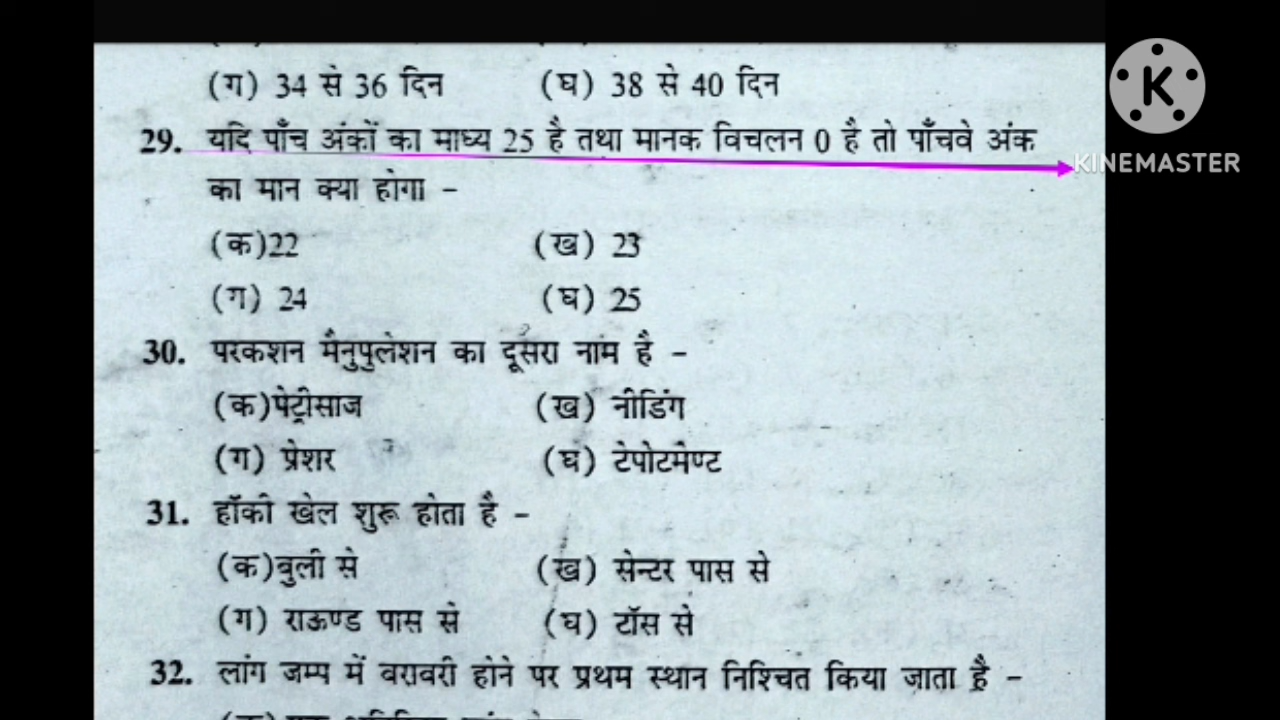 (ग) 34 से 36 दिन (घ) 38 से 40 दिन
29. यदि पाँच अंकों का माध्य 25 है तथा मानक विचलन 0 है तो पाँचवे अंक
KINEMASTER
का मान क्या होगा -
(क)22 (ख) 23
(ग) 24 (घ) 25
30. परकशन मैनुपुलेशन का दूसरा नाम है -
(क)पेट्रीसाज (ख) नीडिंग
(ग) प्रेशर (घ) टेपोटमेण्ट
31. हॉकी खेल शुरू होता है -
(क)बुली से (ख) सेन्टर पास से
(ग) राऊण्ड पास से (घ) टॉस से
32. लांग जम्प में बराबरी होने पर प्रथम स्थान निश्चित किया जाता है -